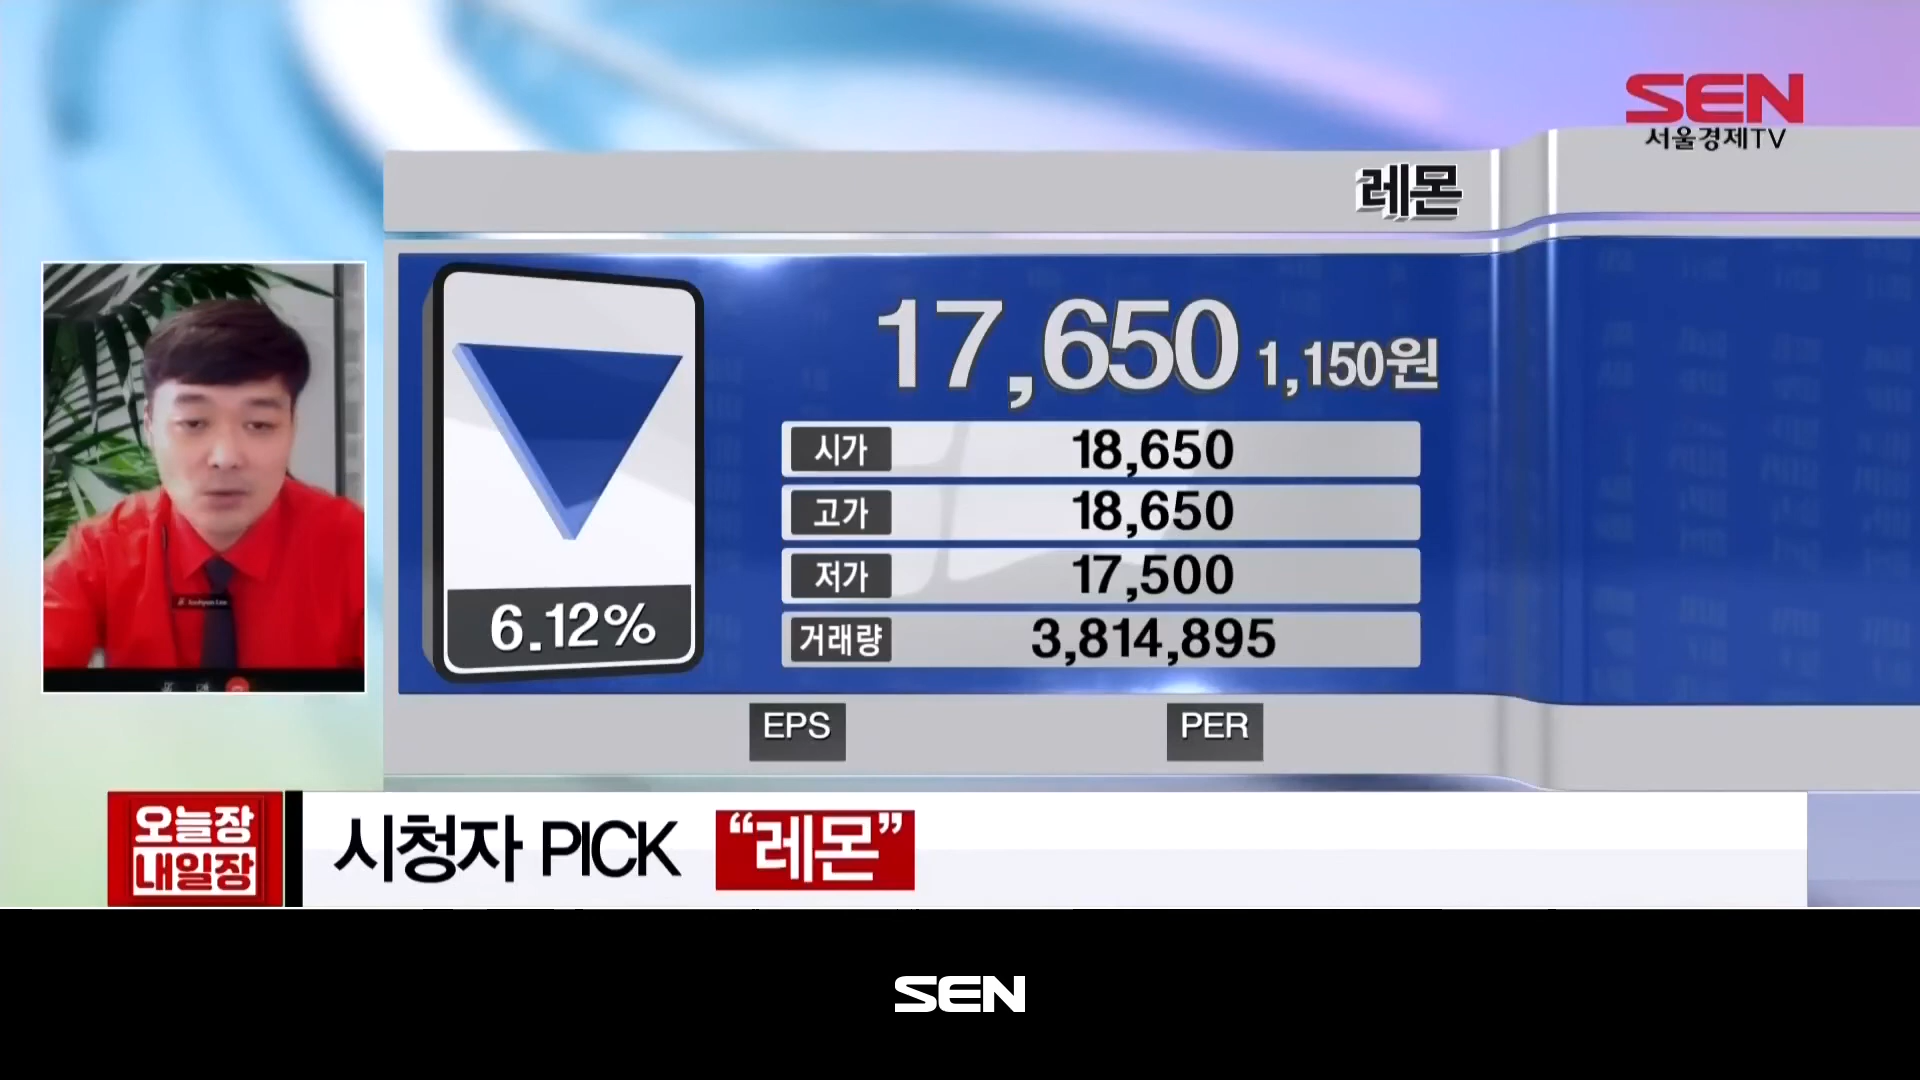 SEN
서울경제TV
레몬
17,650 1,150원
시가 18,650
고가 18,650
저가 17,500
거래량 3,814,895
6.12%
EPS PER
오늘장
내일장
시청자 PICK "레몬"
SEN